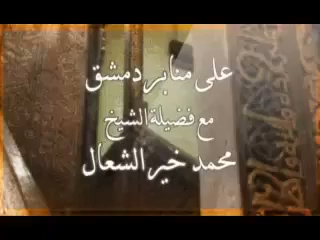 على منابر دمشق
مع فضيلة الشيخ
محمد خير الشعال